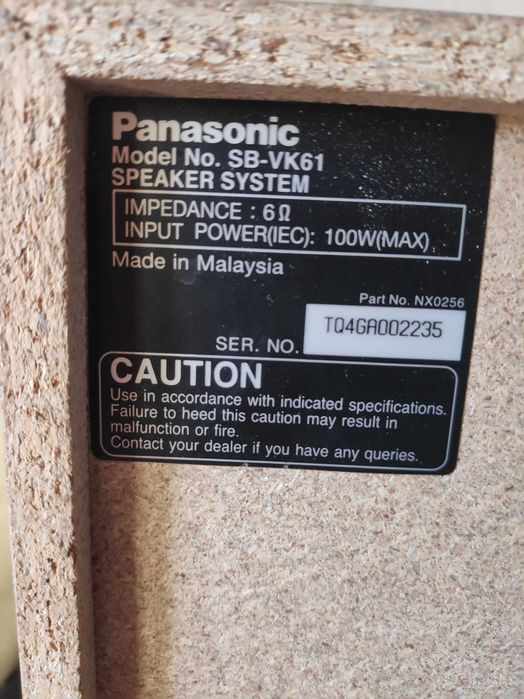 Panasonic
Model No. SB-VK61
SPEAKER SYSTEM
IMPEDANCE : 6Ω
INPUT POWER(IEC): 100W(MAX)
Made in Malaysia
Part No. NX0256
SER. NO. TQ4GA002235
CAUTION
Use in accordance with indicated specifications.
Failure to heed this caution may result in
malfunction or fire.
Contact your dealer if you have any queries.